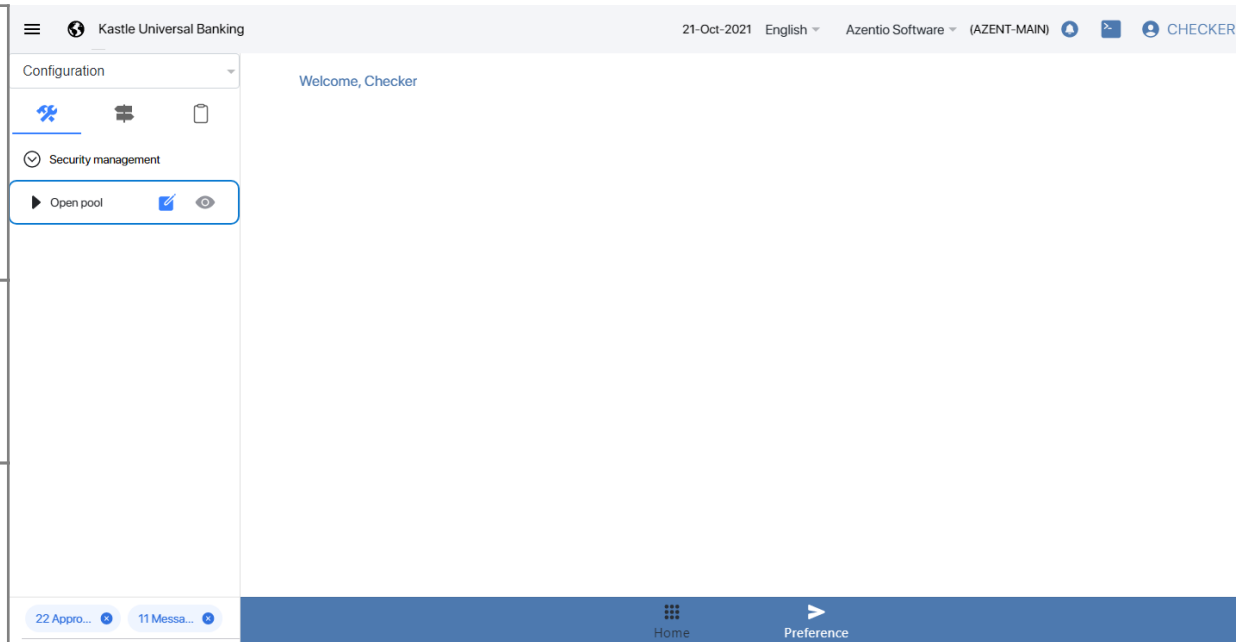 Kastle Universal Banking
21-Oct-2021 English Azentio Software (AZENT-MAIN) CHECKER
Configuration
Welcome, Checker
Security management
Open pool
22 Appro... 11 Messa...
Home Preference